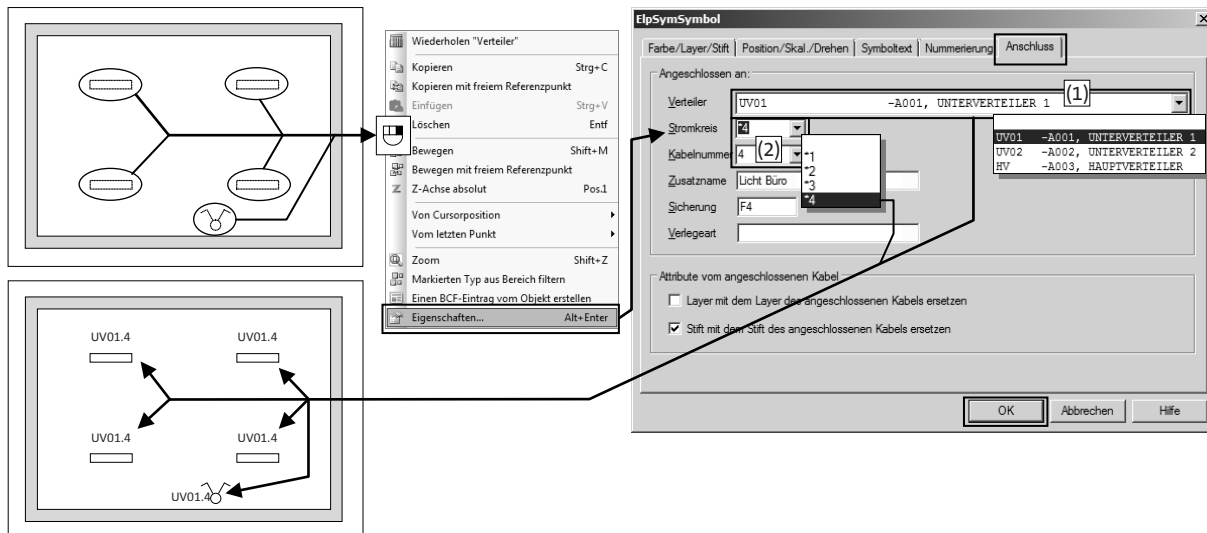 Wiederholen "Verteiler"
Kopieren Strg+C
Kopieren mit freiem Referenzpunkt
Einfügen Strg+V
Löschen Entf
Bewegen Shift+M
Bewegen mit freiem Referenzpunkt
Z Z-Achse absolut Pos.1
Von Cursorposition
Vom letzten Punkt
Zoom Shift+Z
Markierten Typ aus Bereich filtern
Einen BCF-Eintrag vom Objekt erstellen
Eigenschaften... Alt+Enter
ElpSymSymbol
Farbe/Layer/Stift Position/Skal./Drehen Symboltext Nummerierung Anschluss
Angeschlossen an:
Verteiler UV01 -A001, UNTERVERTEILER 1 (1)
Stromkreis *4
Kabelnummer 4 (2)
Zusatzname Licht Büro
Sicherung F4
Verlegeart
*1
*2
*3
*4
UV01 -A001, UNTERVERTEILER 1
UV02 -A002, UNTERVERTEILER 2
HV -A003, HAUPTVERTEILER
Attribute vom angeschlossenen Kabel
Layer mit dem Layer des angeschlossenen Kabels ersetzen
Stift mit dem Stift des angeschlossenen Kabels ersetzen
OK Abbrechen Hilfe
UV01.4 UV01.4
UV01.4 UV01.4
UV01.4